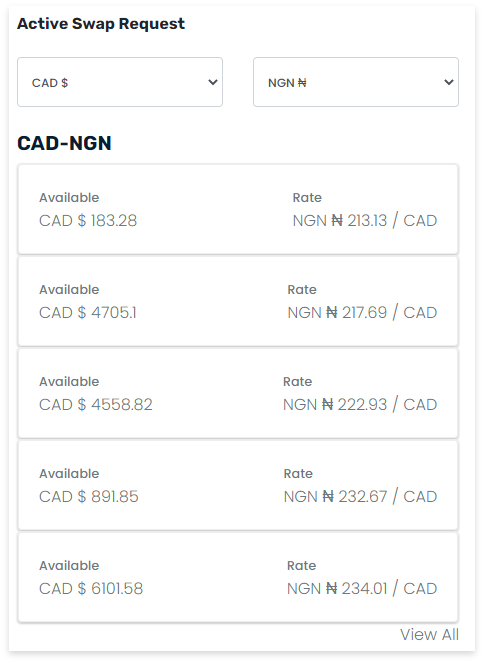 Active Swap Request
CAD $ NGN ₦
CAD-NGN
Available Rate
CAD $ 183.28 NGN ₦ 213.13 / CAD
Available Rate
CAD $ 4705.1 NGN ₦ 217.69 / CAD
Available Rate
CAD $ 4558.82 NGN ₦ 222.93 / CAD
Available Rate
CAD $ 891.85 NGN ₦ 232.67 / CAD
Available Rate
CAD $ 6101.58 NGN ₦ 234.01 / CAD
View All